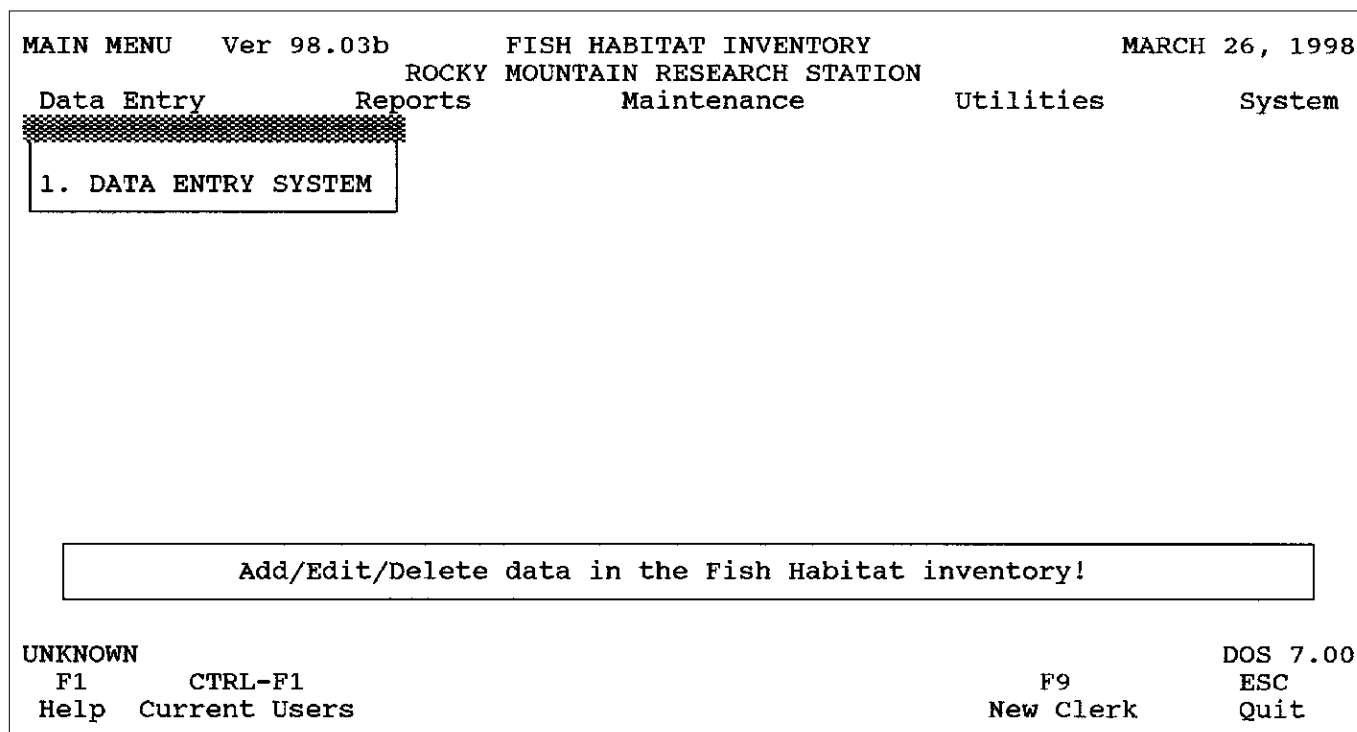 MAIN MENU Ver 98.03b FISH HABITAT INVENTORY MARCH 26, 1998
ROCKY MOUNTAIN RESEARCH STATION
Data Entry Reports Maintenance Utilities System
1. DATA ENTRY SYSTEM
Add/Edit/Delete data in the Fish Habitat inventory!
UNKNOWN DOS 7.00
F1 CTRL-F1 F9 ESC
Help Current Users New Clerk Quit